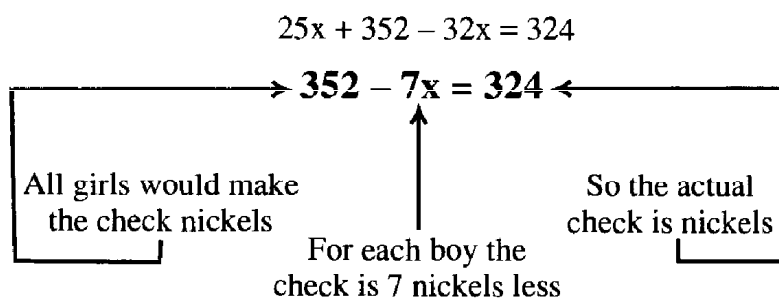 25x + 352 – 32x = 324
352 – 7x = 324
All girls would make
the check nickels
For each boy the
check is 7 nickels less
So the actual
check is nickels